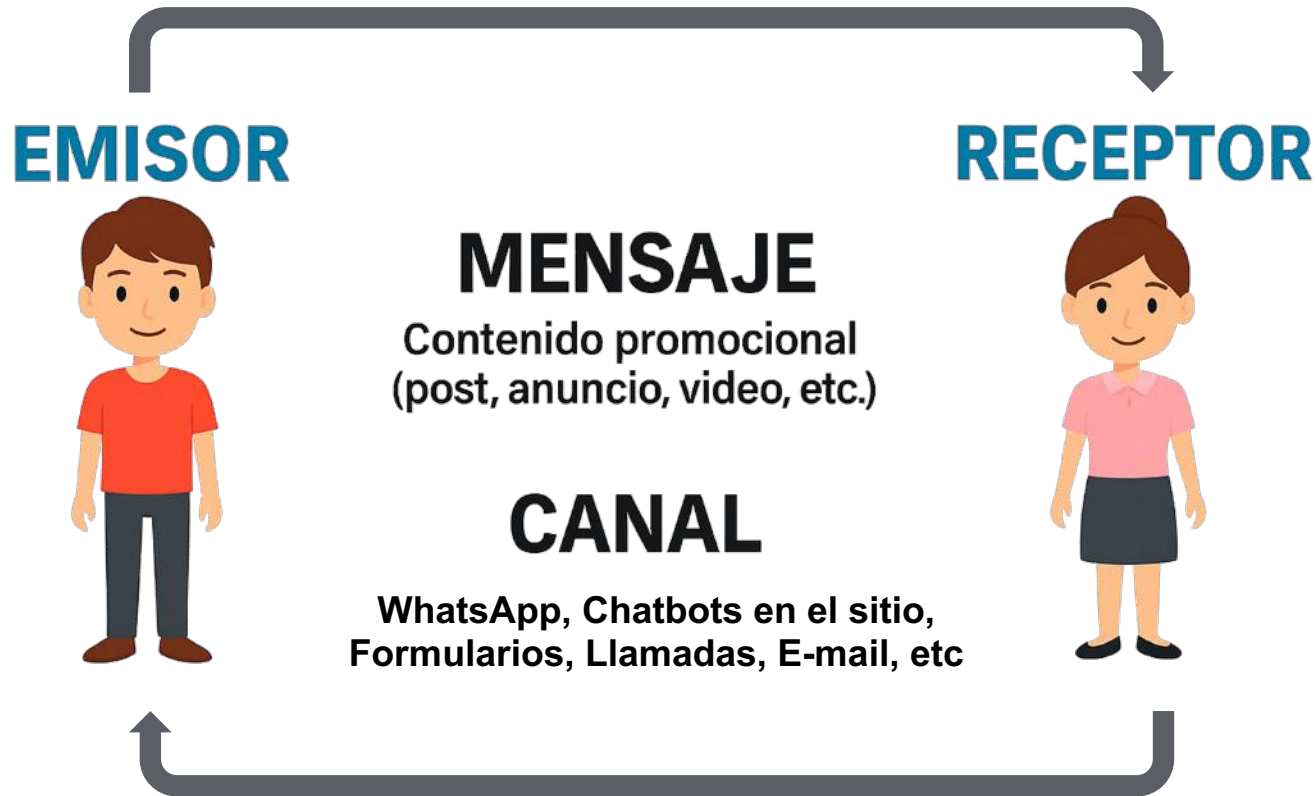 EMISOR
RECEPTOR
MENSAJE
Contenido promocional
(post, anuncio, video, etc.)
CANAL
WhatsApp, Chatbots en el sitio,
Formularios, Llamadas, E-mail, etc